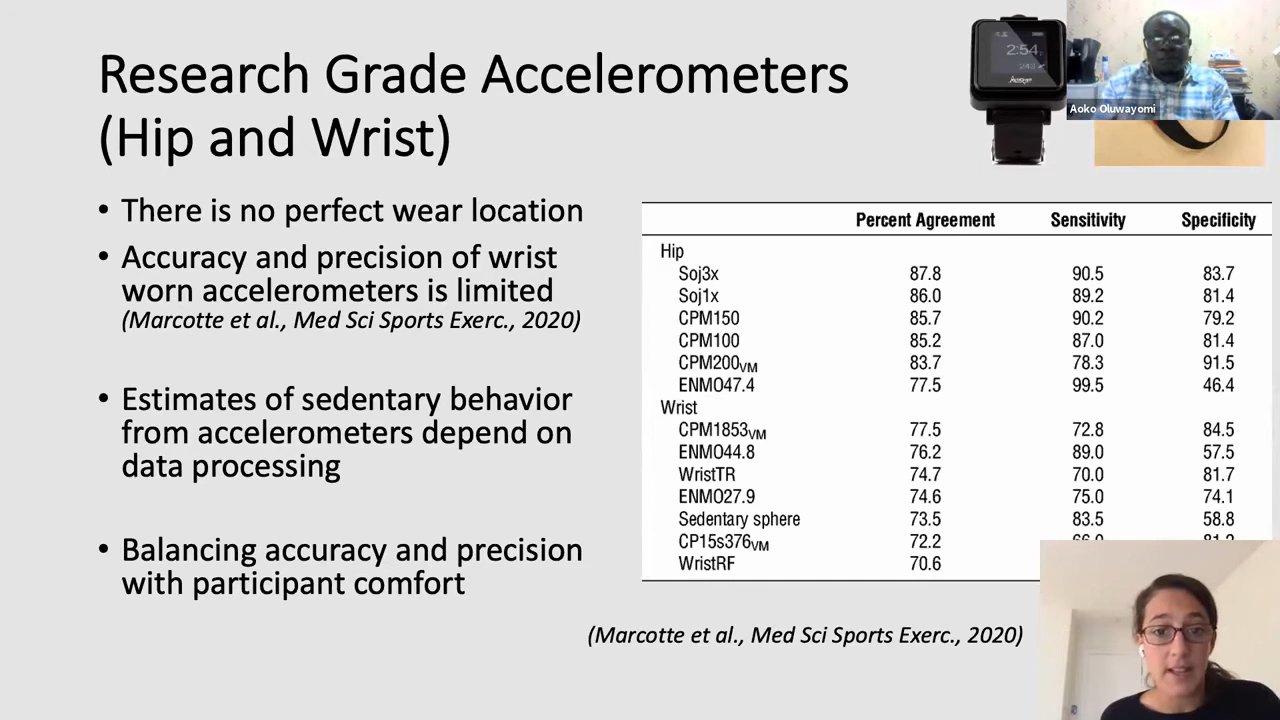 Research Grade Accelerometers
(Hip and Wrist)
2:54
Aoko Oluwayomi
• There is no perfect wear location
• Accuracy and precision of wrist
worn accelerometers is limited
(Marcotte et al., Med Sci Sports Exerc., 2020)
• Estimates of sedentary behavior
from accelerometers depend on
data processing
• Balancing accuracy and precision
with participant comfort
Percent Agreement Sensitivity Specificity
Hip
Soj3x 87.8 90.5 83.7
Soj1x 86.0 89.2 81.4
CPM150 85.7 90.2 79.2
CPM100 85.2 87.0 81.4
CPM200VM 83.7 78.3 91.5
ENMO47.4 77.5 99.5 46.4
Wrist
CPM1853VM 77.5 72.8 84.5
ENMO44.8 76.2 89.0 57.5
WristTR 74.7 70.0 81.7
ENMO27.9 74.6 75.0 74.1
Sedentary sphere 73.5 83.5 58.8
CP15s376VM 72.2
WristRF 70.6
(Marcotte et al., Med Sci Sports Exerc., 2020)